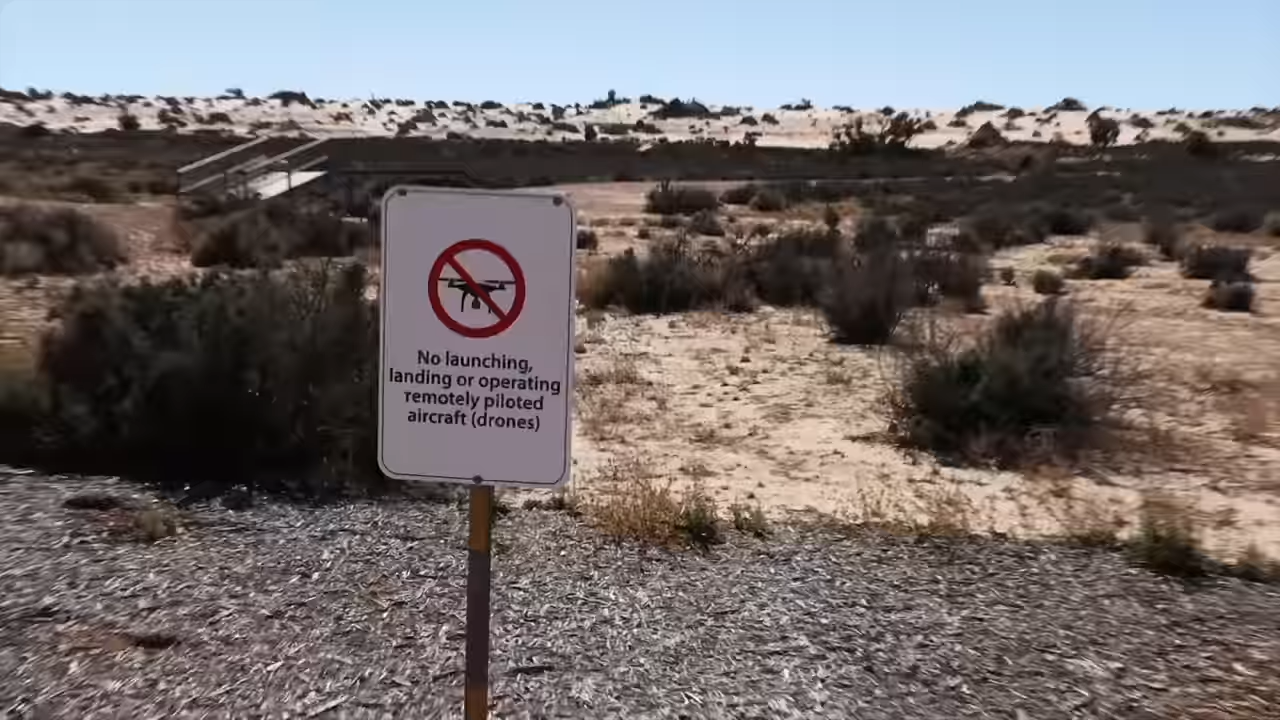 No launching,
landing or operating
remotely piloted
aircraft (drones)